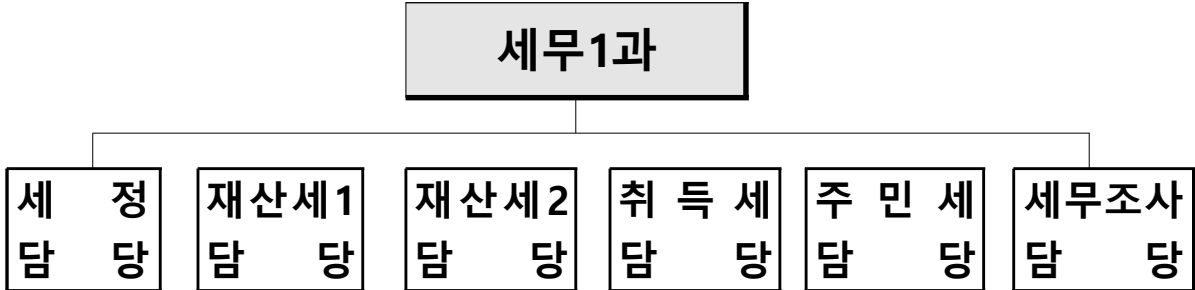 세무1과
세 정
담 당
재산세1
담 당
재산세2
담 당
취 득 세
담 당
주 민 세
담 당
세무조사
담 당